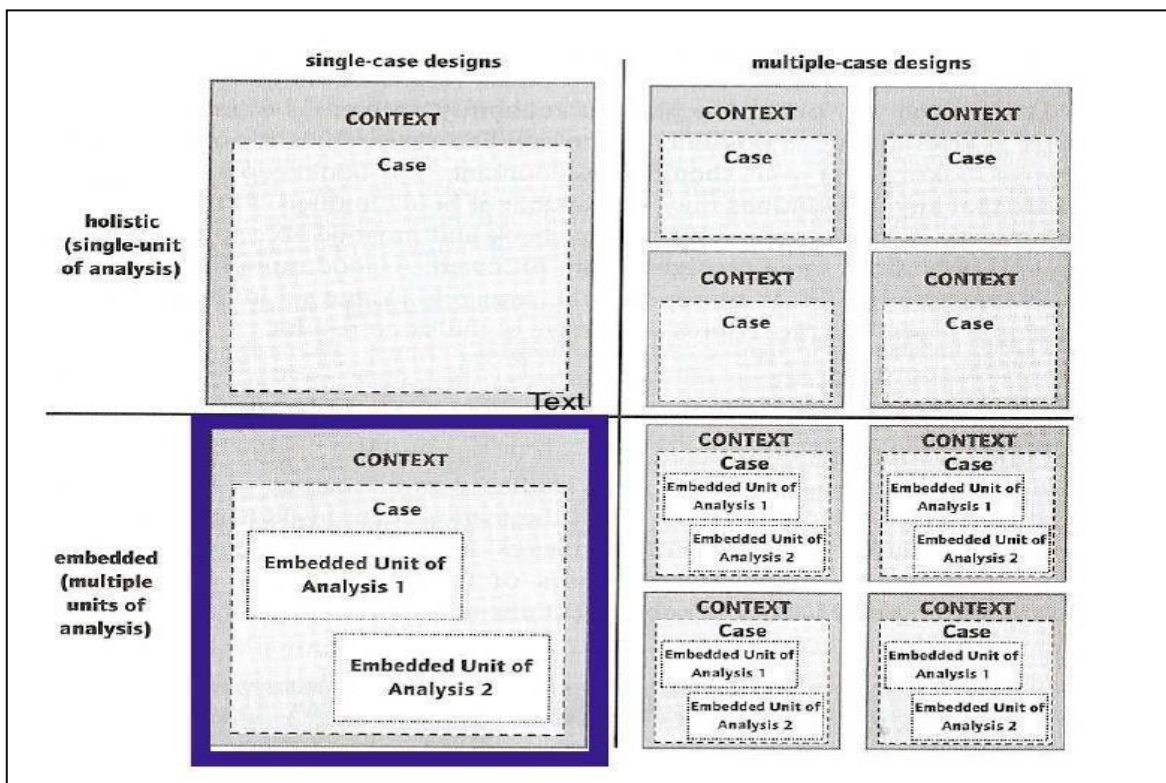 single-case designs
multiple-case designs
holistic
(single-unit
of analysis)
CONTEXT
Case
CONTEXT
Case
CONTEXT
Case
CONTEXT
Case
CONTEXT
Case
Text
embedded
(multiple
units of
analysis)
CONTEXT
Case
Embedded Unit of
Analysis 1
Embedded Unit of
Analysis 2
CONTEXT
Case
Embedded Unit of
Analysis 1
Embedded Unit of
Analysis 2
CONTEXT
Case
Embedded Unit of
Analysis 1
Embedded Unit of
Analysis 2
CONTEXT
Case
Embedded Unit of
Analysis 1
Embedded Unit of
Analysis 2
CONTEXT
Case
Embedded Unit of
Analysis 1
Embedded Unit of
Analysis 2